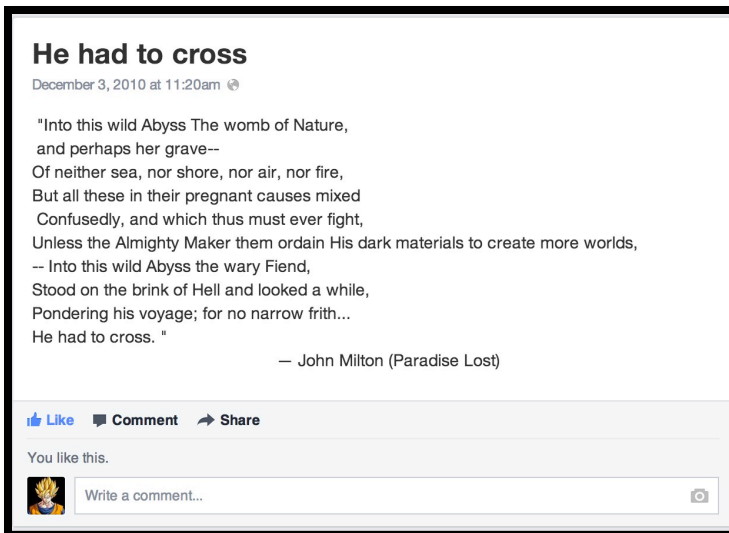 He had to cross
December 3, 2010 at 11:20am
"Into this wild Abyss The womb of Nature,
and perhaps her grave--
Of neither sea, nor shore, nor air, nor fire,
But all these in their pregnant causes mixed
Confusedly, and which thus must ever fight,
Unless the Almighty Maker them ordain His dark materials to create more worlds,
-- Into this wild Abyss the wary Fiend,
Stood on the brink of Hell and looked a while,
Pondering his voyage; for no narrow frith...
He had to cross. "
— John Milton (Paradise Lost)
Like Comment Share
You like this.
Write a comment...